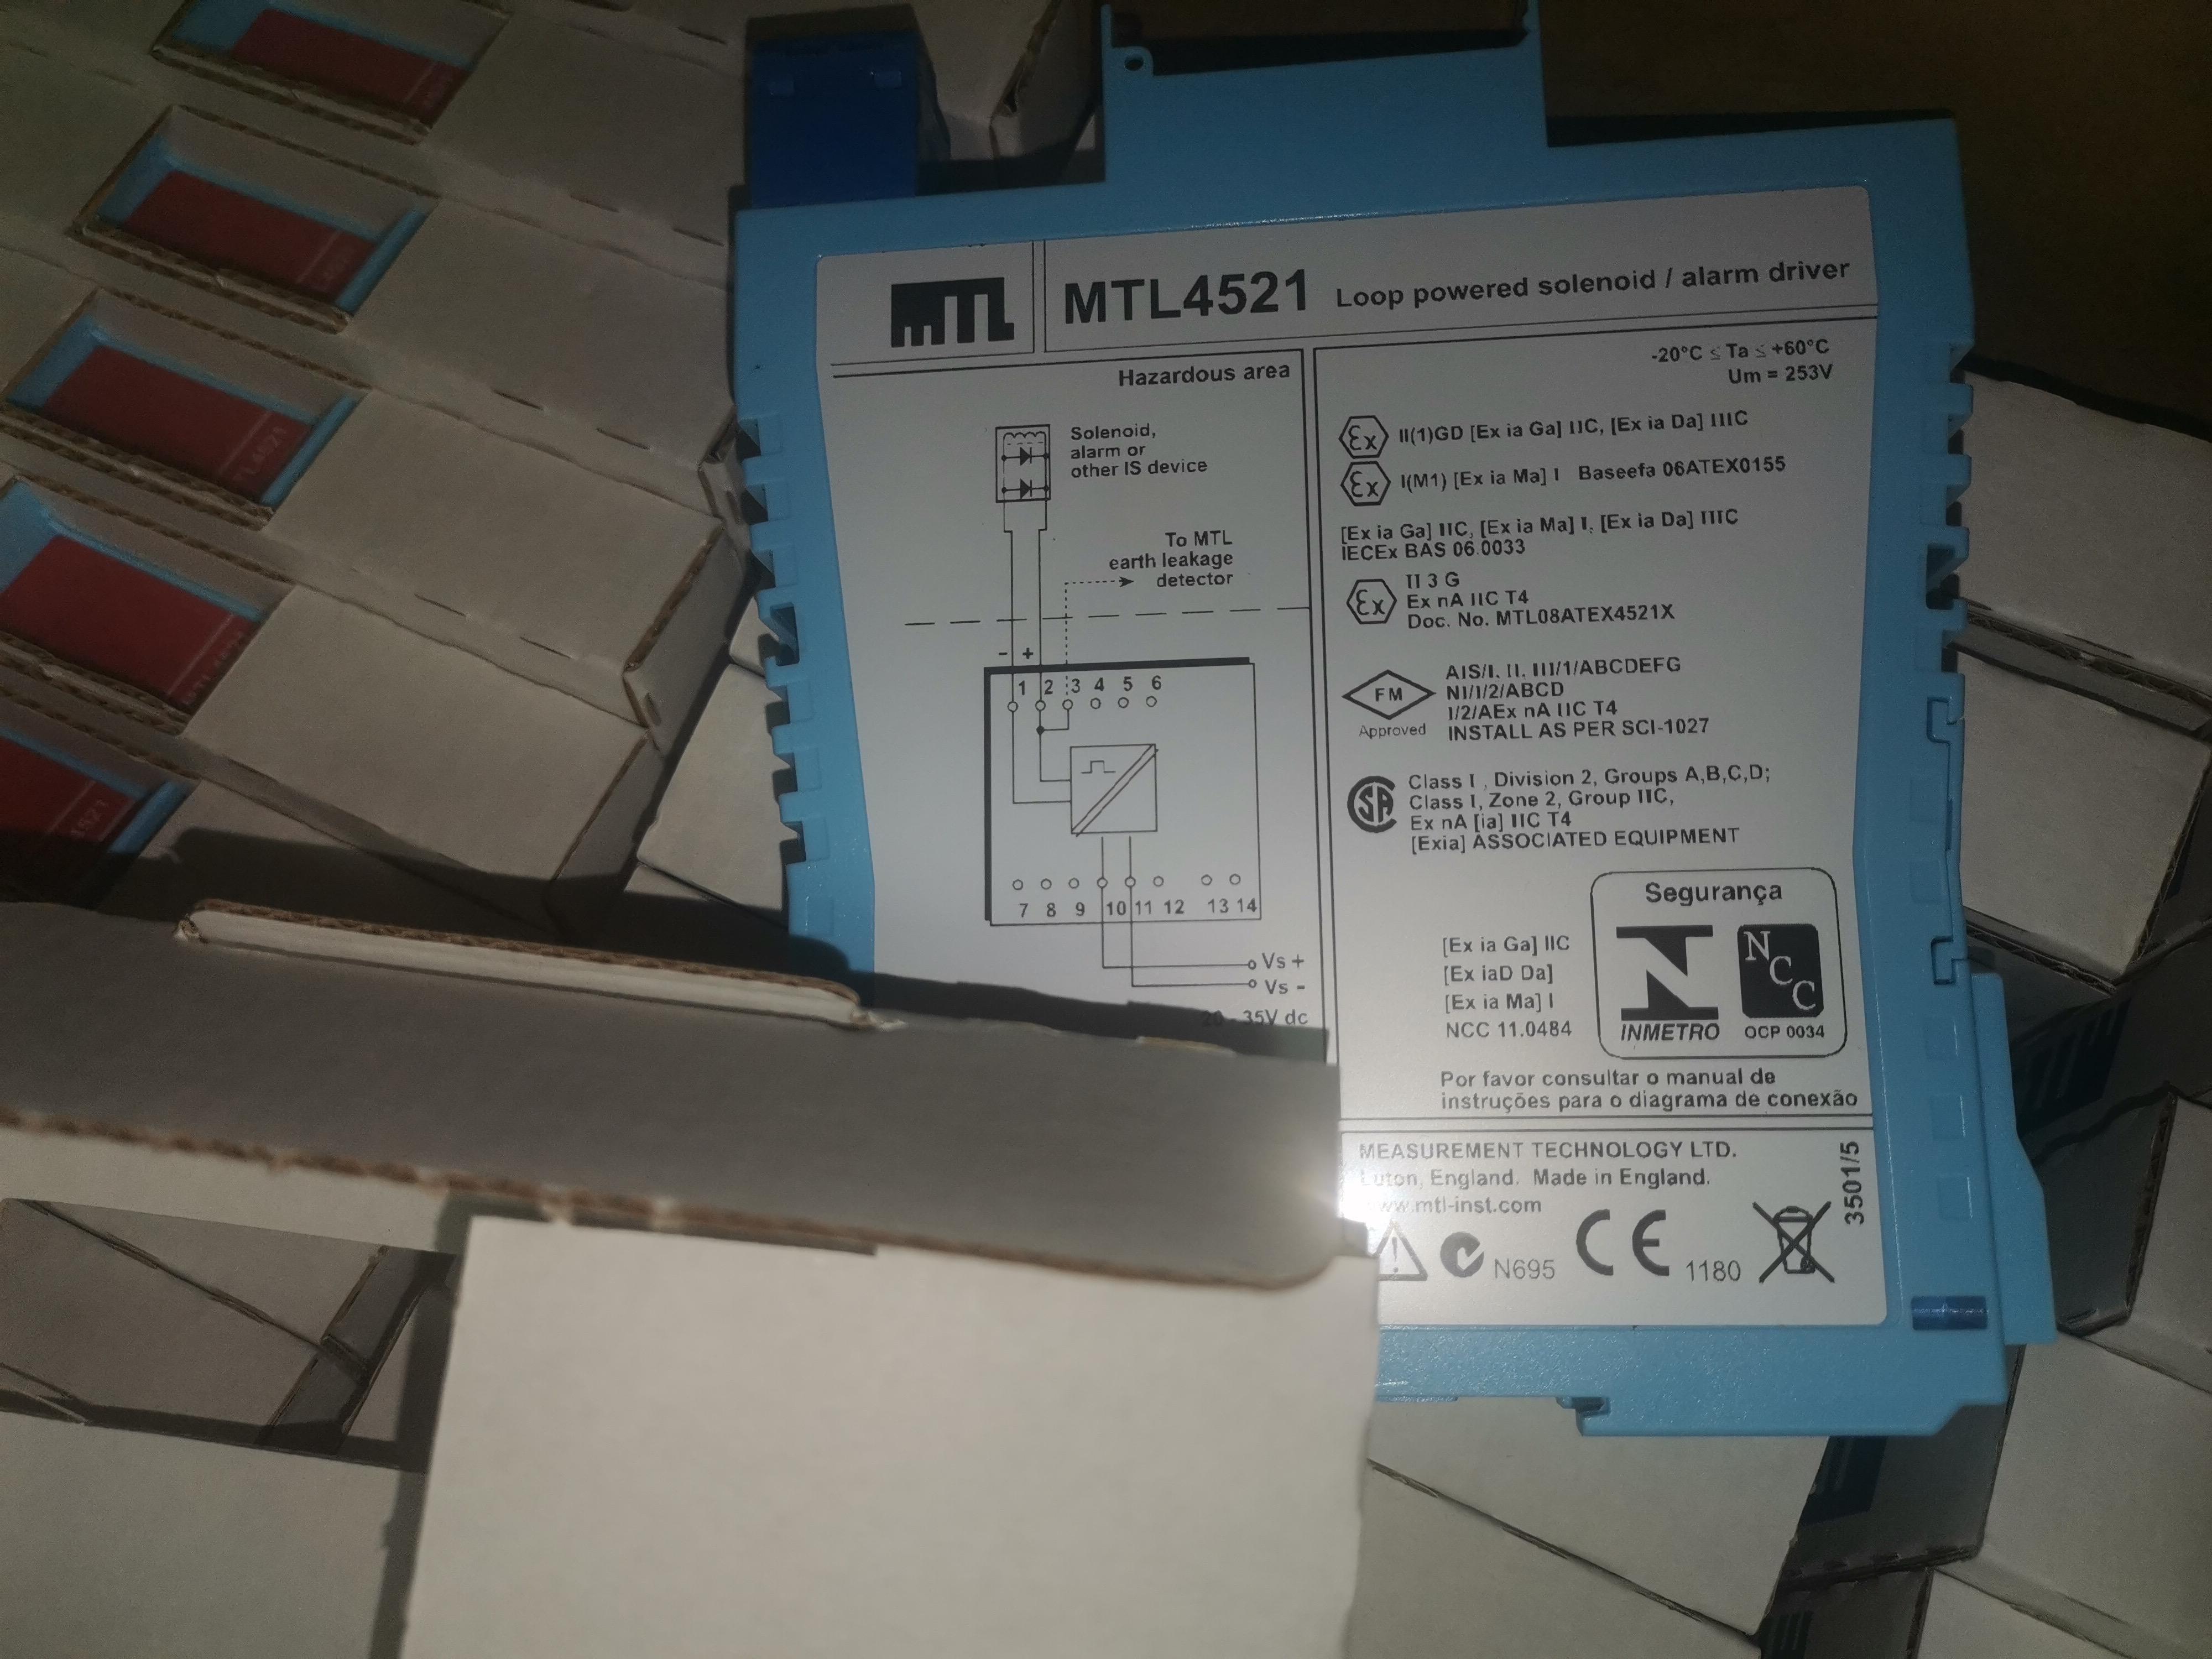 MTL
MTL4521 Loop powered solenoid / alarm driver
Hazardous area
Solenoid,
alarm or
other IS device
To MTL
earth leakage
detector
- +
1 2 3 4 5 6
7 8 9 10 11 12 13 14
Vs +
Vs -
20 - 35V dc
-20°C ≤ Ta ≤ +60°C
Um = 253V
Ex II(1)GD [Ex ia Ga] IIC, [Ex ia Da] IIIC
Ex I(M1) [Ex ia Ma] I Baseefa 06ATEX0155
[Ex ia Ga] IIC, [Ex ia Ma] I, [Ex ia Da] IIIC
IECEx BAS 06.0033
Ex
II 3 G
Ex nA IIC T4
Doc. No. MTL08ATEX4521X
FM
Approved
AIS/I, II, III/1/ABCDEFG
NI/1/2/ABCD
I/2/AEx nA IIC T4
INSTALL AS PER SCI-1027
SA
Class I , Division 2, Groups A,B,C,D;
Class I, Zone 2, Group IIC,
Ex nA [ia] IIC T4
[Exia] ASSOCIATED EQUIPMENT
[Ex ia Ga] IIC
[Ex iaD Da]
[Ex ia Ma] I
NCC 11.0484
Segurança
INMETRO
NCC
OCP 0034
Por favor consultar o manual de
instruções para o diagrama de conexão
MEASUREMENT TECHNOLOGY LTD.
Luton, England. Made in England.
www.mtl-inst.com
N695 CE 1180
3501/5
MTL4521